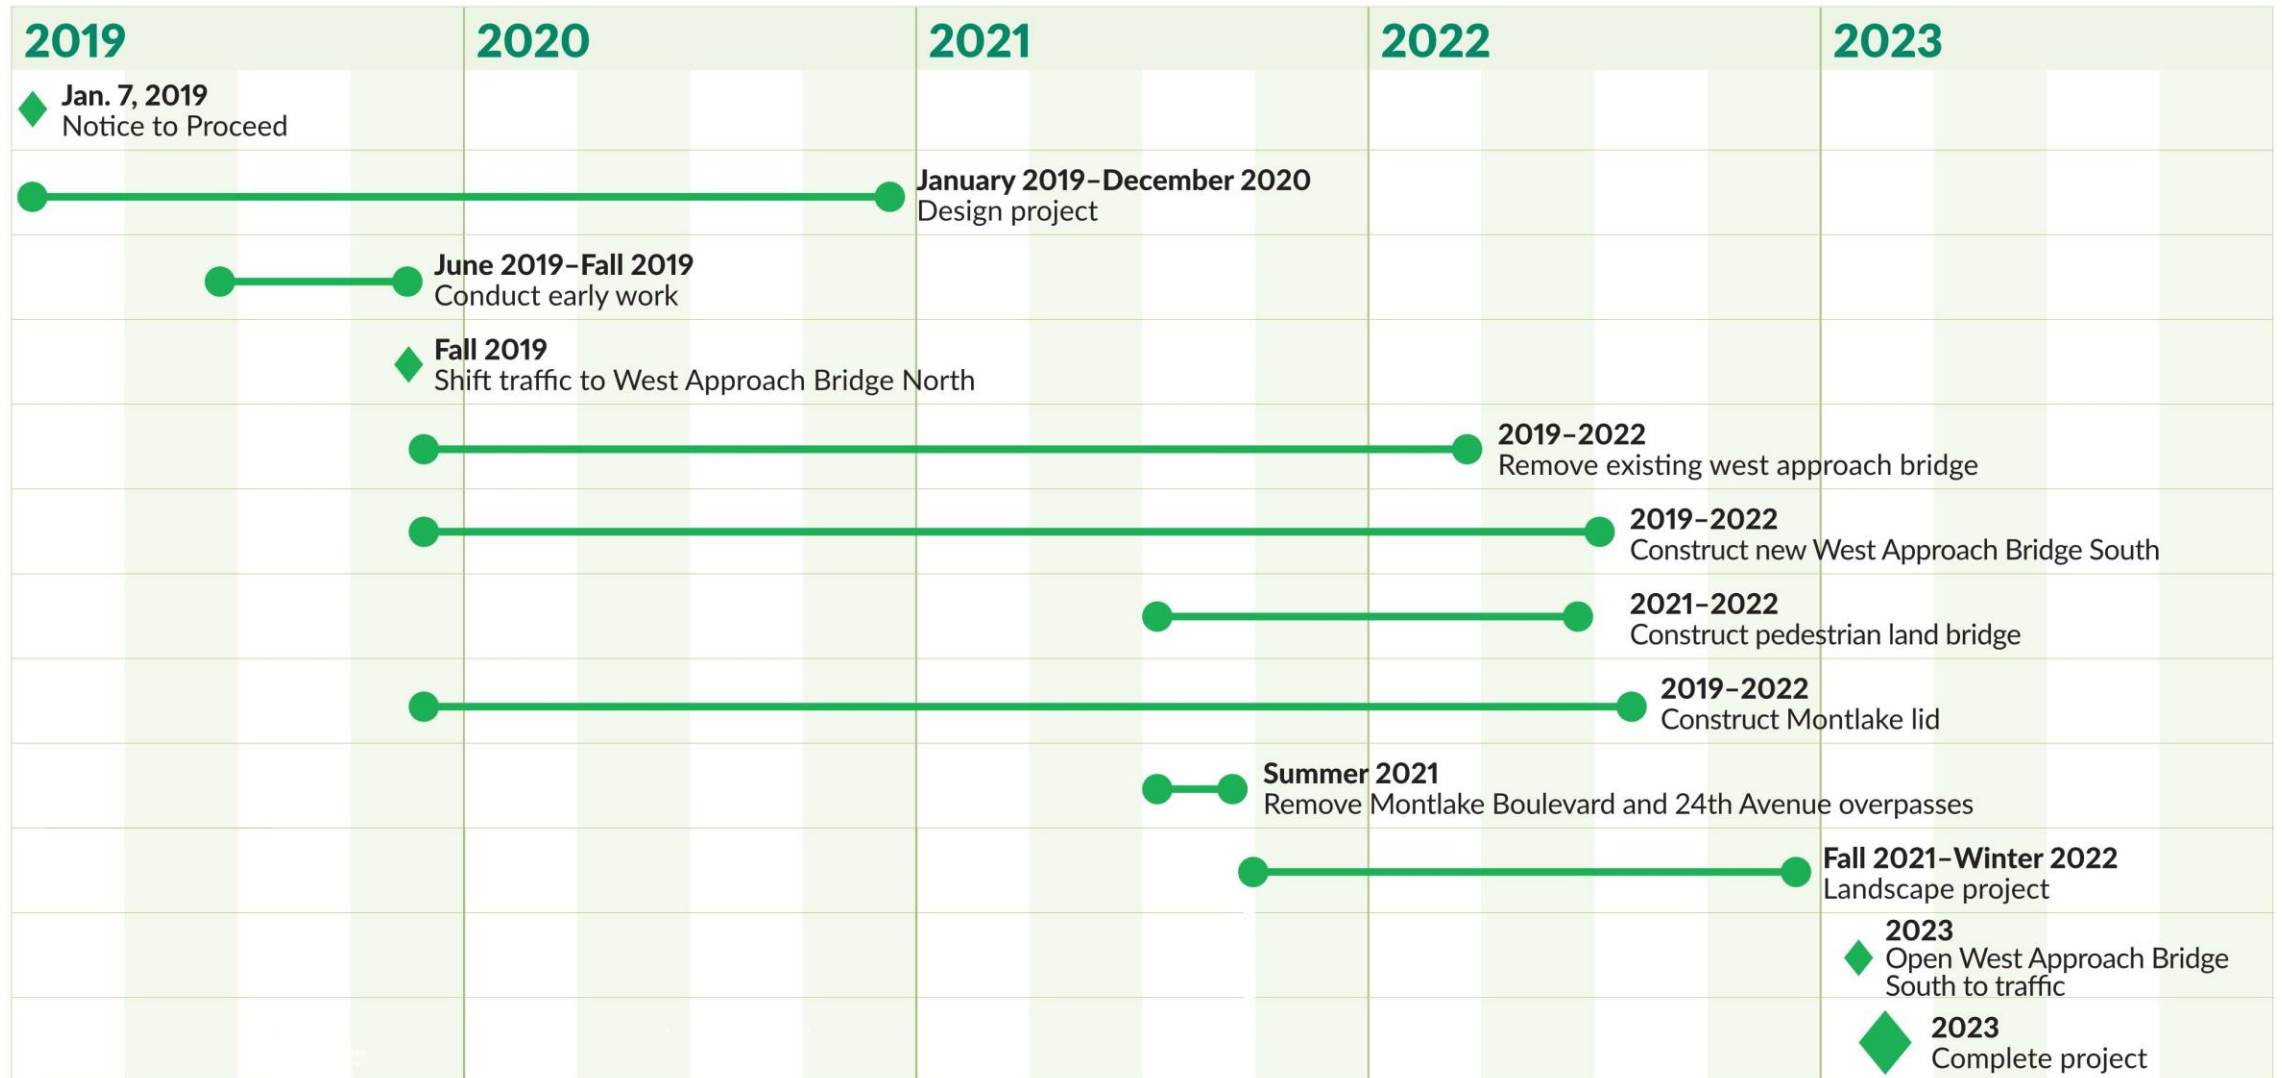 2019
2020
2021
2022
2023
Jan. 7, 2019
Notice to Proceed
January 2019–December 2020
Design project
June 2019–Fall 2019
Conduct early work
Fall 2019
Shift traffic to West Approach Bridge North
2019–2022
Remove existing west approach bridge
2019–2022
Construct new West Approach Bridge South
2021–2022
Construct pedestrian land bridge
2019–2022
Construct Montlake lid
Summer 2021
Remove Montlake Boulevard and 24th Avenue overpasses
Fall 2021–Winter 2022
Landscape project
2023
Open West Approach Bridge
South to traffic
2023
Complete project